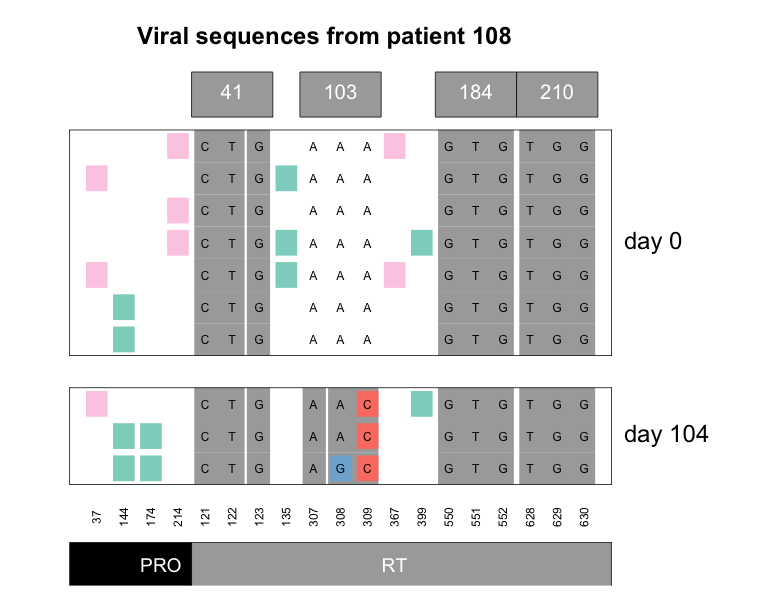 Viral sequences from patient 108
41 103 184 210
C T G A A A G T G T G G
C T G A A A G T G T G G
C T G A A A G T G T G G
C T G A A A G T G T G G
day 0
C T G A A A G T G T G G
C T G A A A G T G T G G
C T G A A A G T G T G G
C T G A A C G T G T G G
C T G A A C G T G T G G
day 104
C T G A G C G T G T G G
37 144 174 214 121 122 123 135 307 308 309 367 399 550 551 552 628 629 630
PRO RT